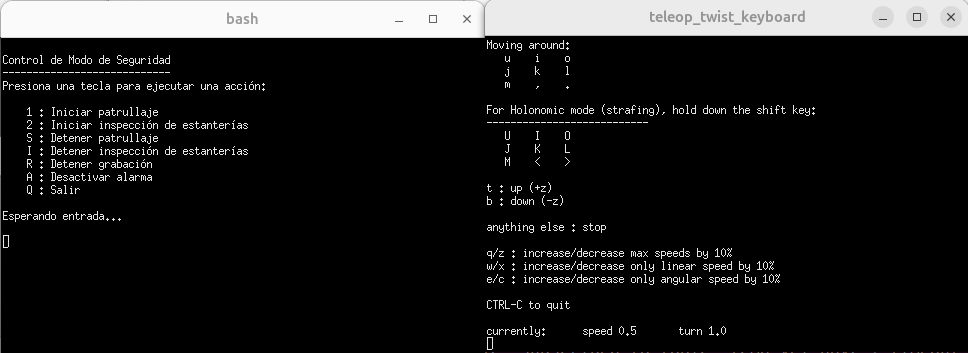 bash
Control de Modo de Seguridad
----------------------------
Presiona una tecla para ejecutar una acción:
1 : Iniciar patrullaje
2 : Iniciar inspección de estanterías
S : Detener patrullaje
I : Detener inspección de estanterías
R : Detener grabación
A : Desactivar alarma
Q : Salir
Esperando entrada...
teleop_twist_keyboard
Moving around:
u i o
j k l
m , .
For Holonomic mode (strafing), hold down the shift key:
---------------------------
U I O
J K L
M < >
t : up (+z)
b : down (-z)
anything else : stop
q/z : increase/decrease max speeds by 10%
w/x : increase/decrease only linear speed by 10%
e/c : increase/decrease only angular speed by 10%
CTRL-C to quit
currently: speed 0.5 turn 1.0